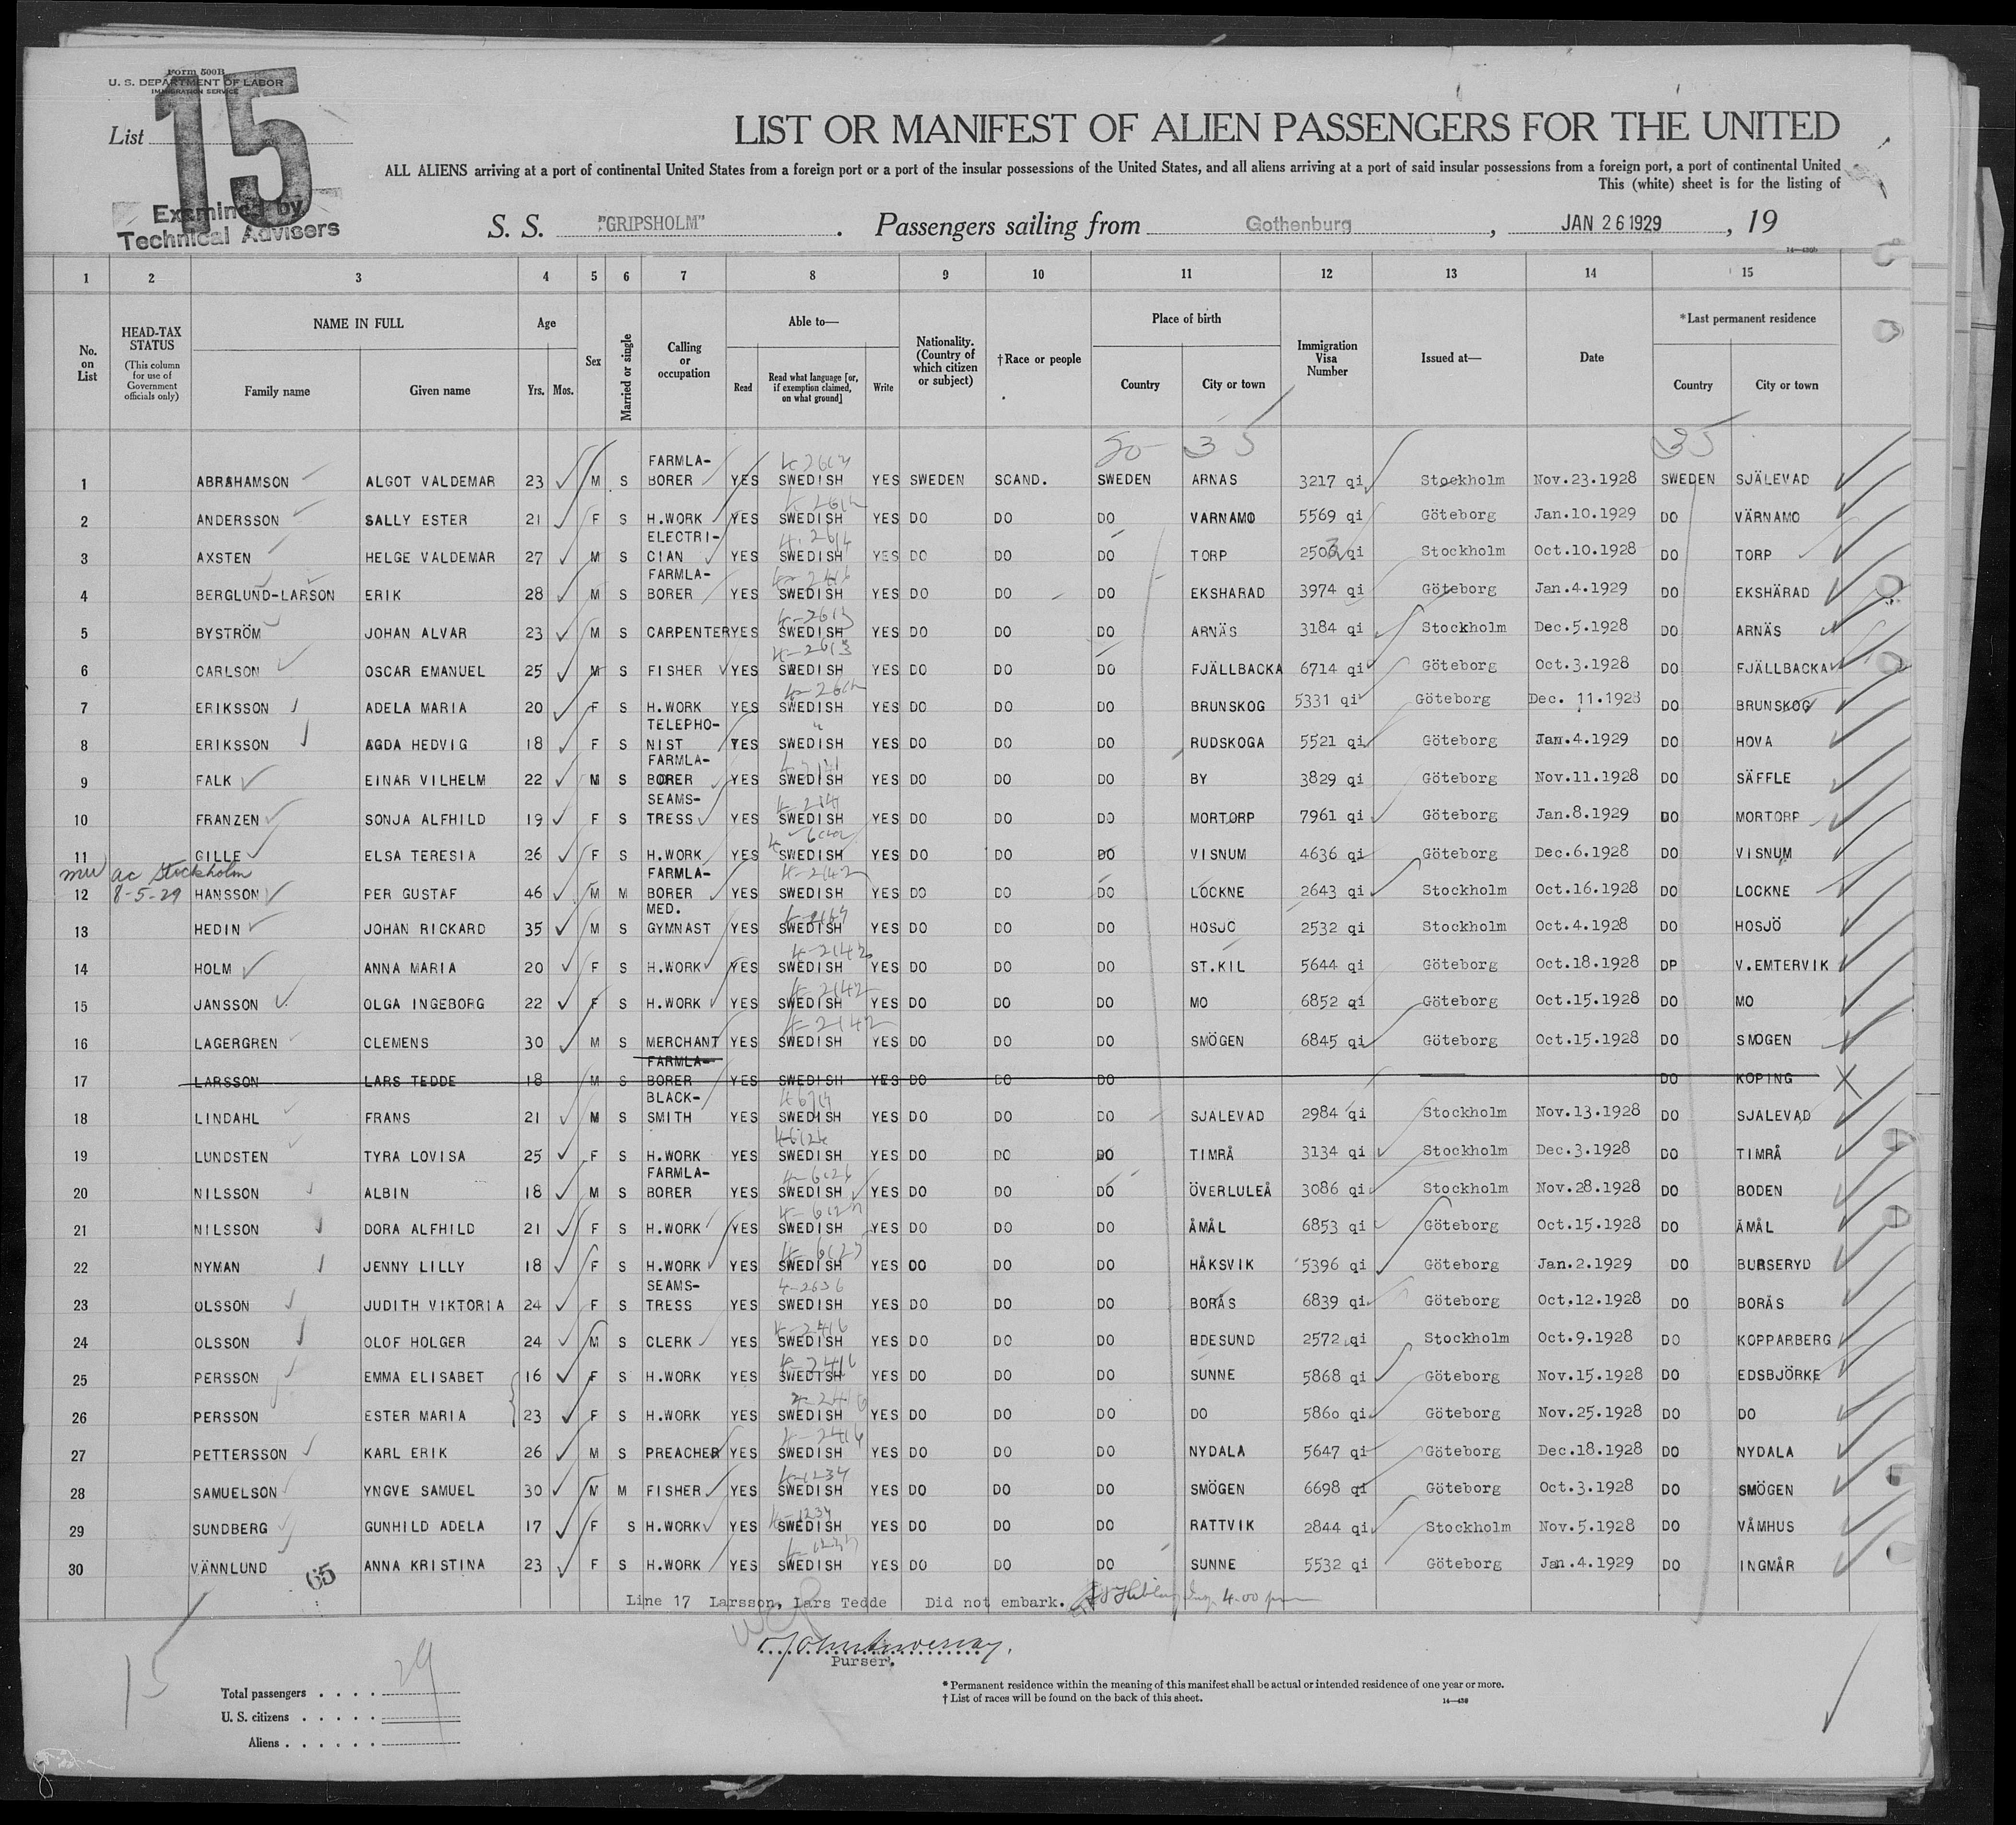 Form 500B
U. S. DEPARTMENT OF LABOR
IMMIGRATION SERVICE
List 15
Examined by
Technical Advisers
LIST OR MANIFEST OF ALIEN PASSENGERS FOR THE UNITED
ALL ALIENS arriving at a port of continental United States from a foreign port or a port of the insular possessions of the United States, and all aliens arriving at a port of said insular possessions from a foreign port, a port of continental United
This (white) sheet is for the listing of
S. S. "GRIPSHOLM" . Passengers sailing from Gothenburg , JAN 26 1929 , 19
14—430b
1 2 3 4 5 6 7 8 9 10 11 12 13 14 15
No. on List
HEAD-TAX STATUS (This column for use of Government officials only)
NAME IN FULL Family name Given name
Age Yrs. Mos.
Sex
Married or single
Calling or occupation
Able to— Read Read what language [or, if exemption claimed, on what ground] Write
Nationality. (Country of which citizen or subject)
†Race or people
Place of birth Country City or town
Immigration Visa Number
Issued at—
Date
*Last permanent residence Country City or town
35 35
1 ABRAHAMSON ALGOT VALDEMAR 23 M S FARMLA-BORER YES SWEDISH YES SWEDEN SCAND. SWEDEN ARNAS 3217 qi Stockholm Nov.23.1928 SWEDEN SJÄLEVAD
2 ANDERSSON SALLY ESTER 21 F S H.WORK YES SWEDISH YES DO DO DO VARNAMO 5569 qi Göteborg Jan.10.1929 DO VÄRNAMO
3 AXSTEN HELGE VALDEMAR 27 M S ELECTRI-CIAN YES SWEDISH YES DO DO DO TORP 2503 qi Stockholm Oct.10.1928 DO TORP
4 BERGLUND-LARSON ERIK 28 M S FARMLA-BORER YES SWEDISH YES DO DO DO EKSHARAD 3974 qi Göteborg Jan.4.1929 DO EKSHÄRAD
5 BYSTRÖM JOHAN ALVAR 23 M S CARPENTER YES SWEDISH YES DO DO DO ARNÄS 3184 qi Stockholm Dec.5.1928 DO ARNÄS
6 CARLSON OSCAR EMANUEL 25 M S FISHER YES SWEDISH YES DO DO DO FJÄLLBACKA 6714 qi Göteborg Oct.3.1928 DO FJÄLLBACKA
7 ERIKSSON ADELA MARIA 20 F S H.WORK YES SWEDISH YES DO DO DO BRUNSKOG 5331 qi Göteborg Dec. 11.1928 DO BRUNSKOG
8 ERIKSSON AGDA HEDVIG 18 F S TELEPHO-NIST YES SWEDISH YES DO DO DO RUDSKOGA 5521 qi Göteborg Jan.4.1929 DO HOVA
9 FALK EINAR VILHELM 22 M S FARMLA-BORER YES SWEDISH YES DO DO DO BY 3829 qi Göteborg Nov.11.1928 DO SÄFFLE
10 FRANZEN SONJA ALFHILD 19 F S SEAMS-TRESS YES SWEDISH YES DO DO DO MORTORP 7961 qi Göteborg Jan.8.1929 DO MORTORP
11 GILLE ELSA TERESIA 26 F S H.WORK YES SWEDISH YES DO DO DO VISNUM 4636 qi Göteborg Dec.6.1928 DO VISNUM
ac Stockholm
12 8-5-29 HANSSON PER GUSTAF 46 M M FARMLA-BORER YES SWEDISH YES DO DO DO LOCKNE 2643 qi Stockholm Oct.16.1928 DO LOCKNE
13 HEDIN JOHAN RICKARD 35 M S MED. GYMNAST YES SWEDISH YES DO DO DO HOSJO 2532 qi Stockholm Oct.4.1928 DO HOSJÖ
14 HOLM ANNA MARIA 20 F S H.WORK YES SWEDISH YES DO DO DO ST.KIL 5644 qi Göteborg Oct.18.1928 DP V.EMTERVIK
15 JANSSON OLGA INGEBORG 22 F S H.WORK YES SWEDISH YES DO DO DO MO 6852 qi Göteborg Oct.15.1928 DO MO
16 LAGERGREN CLEMENS 30 M S MERCHANT YES SWEDISH YES DO DO DO SMÖGEN 6845 qi Göteborg Oct.15.1928 DO SMOGEN
17 LARSSON LARS TEDDE 18 M S FARMLA-BORER YES SWEDISH YES DO DO DO DO KOPING
18 LINDAHL FRANS 21 M S BLACK-SMITH YES SWEDISH YES DO DO DO SJALEVAD 2984 qi Stockholm Nov.13.1928 DO SJALEVAD
19 LUNDSTEN TYRA LOVISA 25 F S H.WORK YES SWEDISH YES DO DO DO TIMRÅ 3134 qi Stockholm Dec.3.1928 DO TIMRÅ
20 NILSSON ALBIN 18 M S FARMLA-BORER YES SWEDISH YES DO DO DO ÖVERLULEÅ 3086 qi Stockholm Nov.28.1928 DO BODEN
21 NILSSON DORA ALFHILD 21 F S H.WORK YES SWEDISH YES DO DO DO ÅMÅL 6853 qi Göteborg Oct.15.1928 DO ÅMÅL
22 NYMAN JENNY LILLY 18 F S H.WORK YES SWEDISH YES DO DO DO HÅKSVIK 5396 qi Göteborg Jan.2.1929 DO BURSERYD
23 OLSSON JUDITH VIKTORIA 24 F S SEAMS-TRESS YES SWEDISH YES DO DO DO BORÅS 6839 qi Göteborg Oct.12.1928 DO BORÅS
24 OLSSON OLOF HOLGER 24 M S CLERK YES SWEDISH YES DO DO DO BDESUND 2572 qi Stockholm Oct.9.1928 DO KOPPARBERG
25 PERSSON EMMA ELISABET 16 F S H.WORK YES SWEDISH YES DO DO DO SUNNE 5868 qi Göteborg Nov.15.1928 DO EDSBJÖRKE
26 PERSSON ESTER MARIA 23 F S H.WORK YES SWEDISH YES DO DO DO DO 5860 qi Göteborg Nov.25.1928 DO DO
27 PETTERSSON KARL ERIK 26 M S PREACHER YES SWEDISH YES DO DO DO NYDALA 5647 qi Göteborg Dec.18.1928 DO NYDALA
28 SAMUELSON YNGVE SAMUEL 30 M M FISHER YES SWEDISH YES DO DO DO SMÖGEN 6698 qi Göteborg Oct.3.1928 DO SMÖGEN
29 SUNDBERG GUNHILD ADELA 17 F S H.WORK YES SWEDISH YES DO DO DO RATTVIK 2844 qi Stockholm Nov.5.1928 DO VÅMHUS
30 VÄNNLUND ANNA KRISTINA 23 F S H.WORK YES SWEDISH YES DO DO DO SUNNE 5532 qi Göteborg Jan.4.1929 DO INGMÅR
65
Line 17 Larsson, Lars Tedde Did not embark. 4.00 pm
Purser.
15
Total passengers . . . . 29
U. S. citizens . . . . .
Aliens . . . . . .
* Permanent residence within the meaning of this manifest shall be actual or intended residence of one year or more.
† List of races will be found on the back of this sheet.
14—430